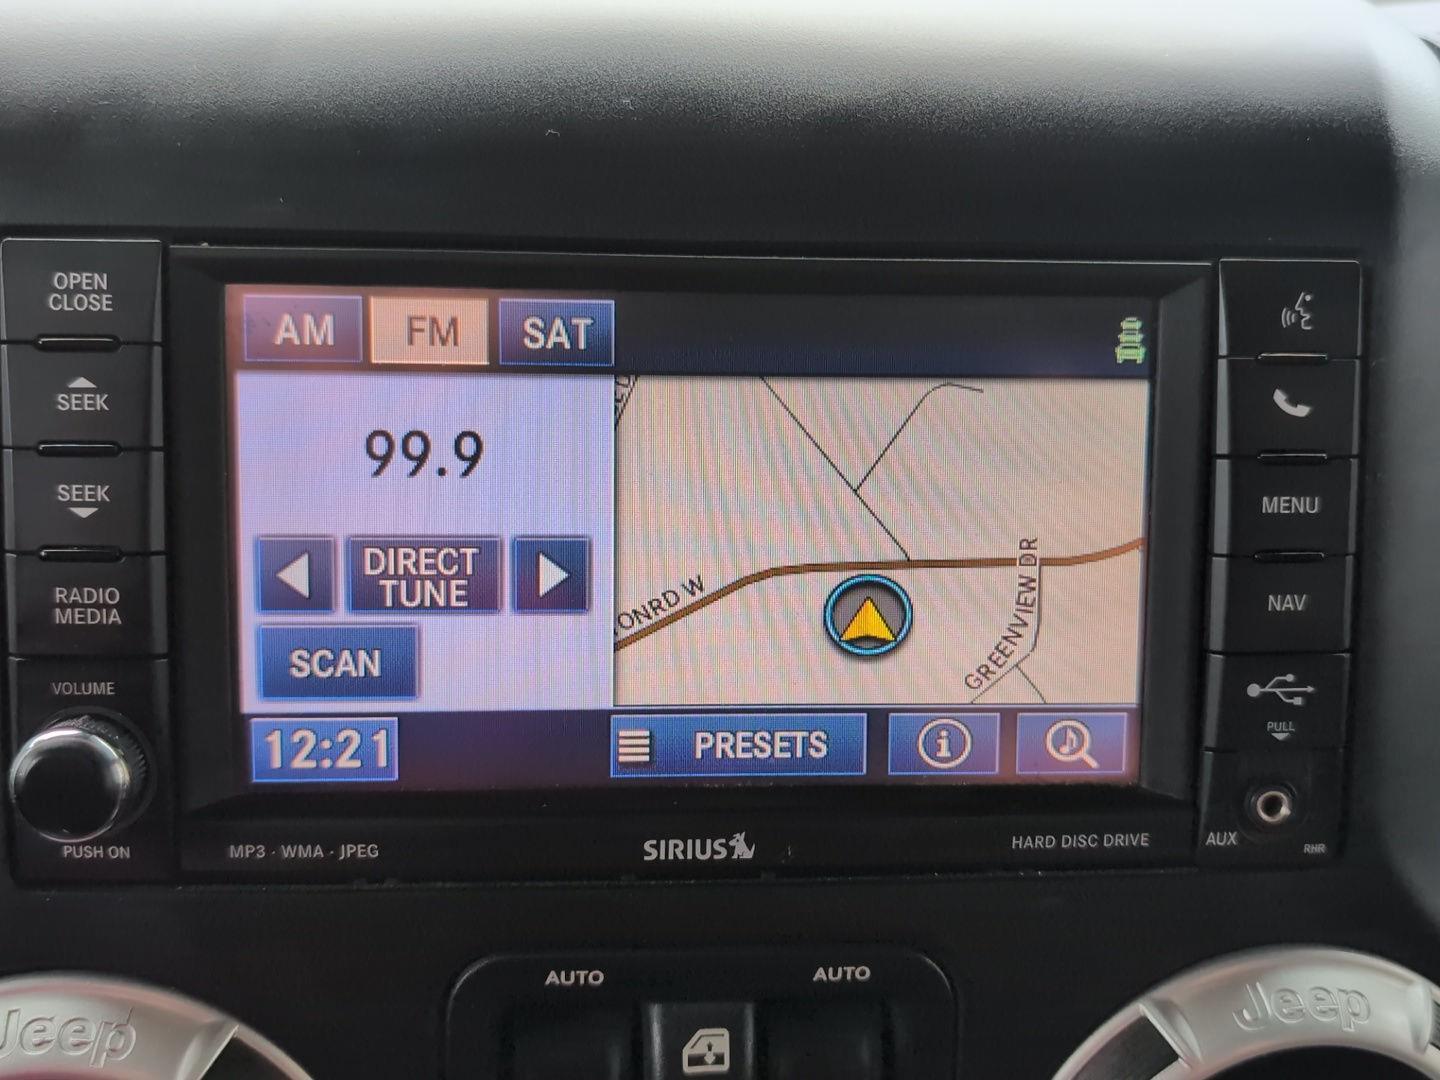 OPEN
CLOSE
SEEK
SEEK
RADIO
MEDIA
VOLUME
PUSH ON
AM
FM
SAT
99.9
DIRECT
TUNE
SCAN
12:21
PRESETS
ONRD W
GREENVIEW DR
MP3 · WMA · JPEG
SIRIUS
HARD DISC DRIVE
MENU
NAV
PULL
AUX
RHR
AUTO
AUTO
Jeep
Jeep